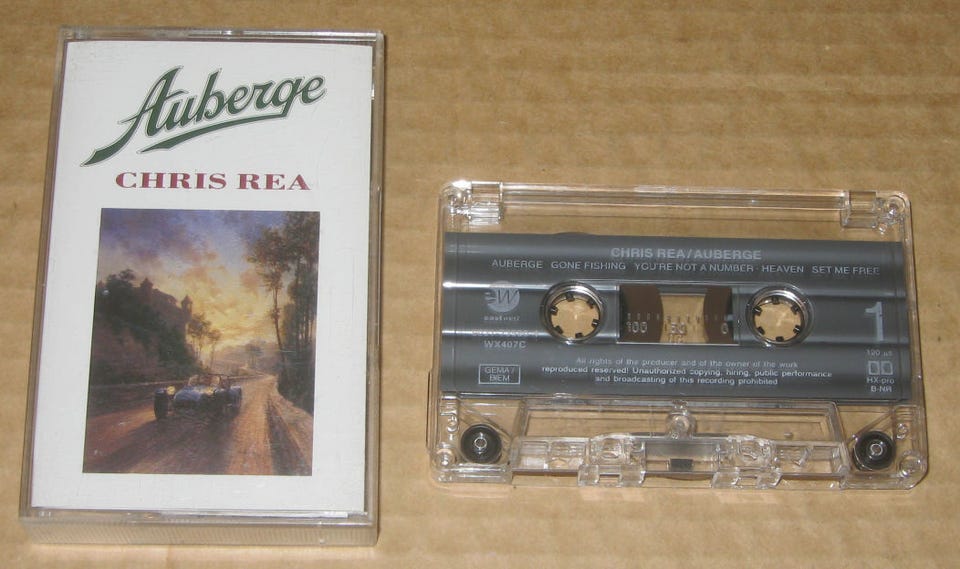 Auberge
CHRIS REA
CHRIS REA/AUBERGE
AUBERGE · GONE FISHING · YOU'RE NOT A NUMBER · HEAVEN · SET ME FREE
ew
eastwest
WX407C
GEMA/
BIEM
100 50 0
1
120 µs
HX-pro
B-NR
All rights of the producer and of the owner of the work
reproduced reserved! Unauthorized copying, hiring, public performance
and broadcasting of this recording prohibited